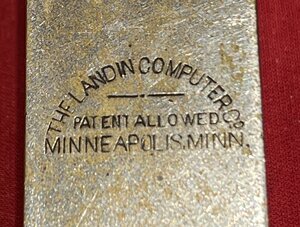 THE LANDIN COMPUTER CO.
PATENT ALLOWED
MINNEAPOLIS, MINN.